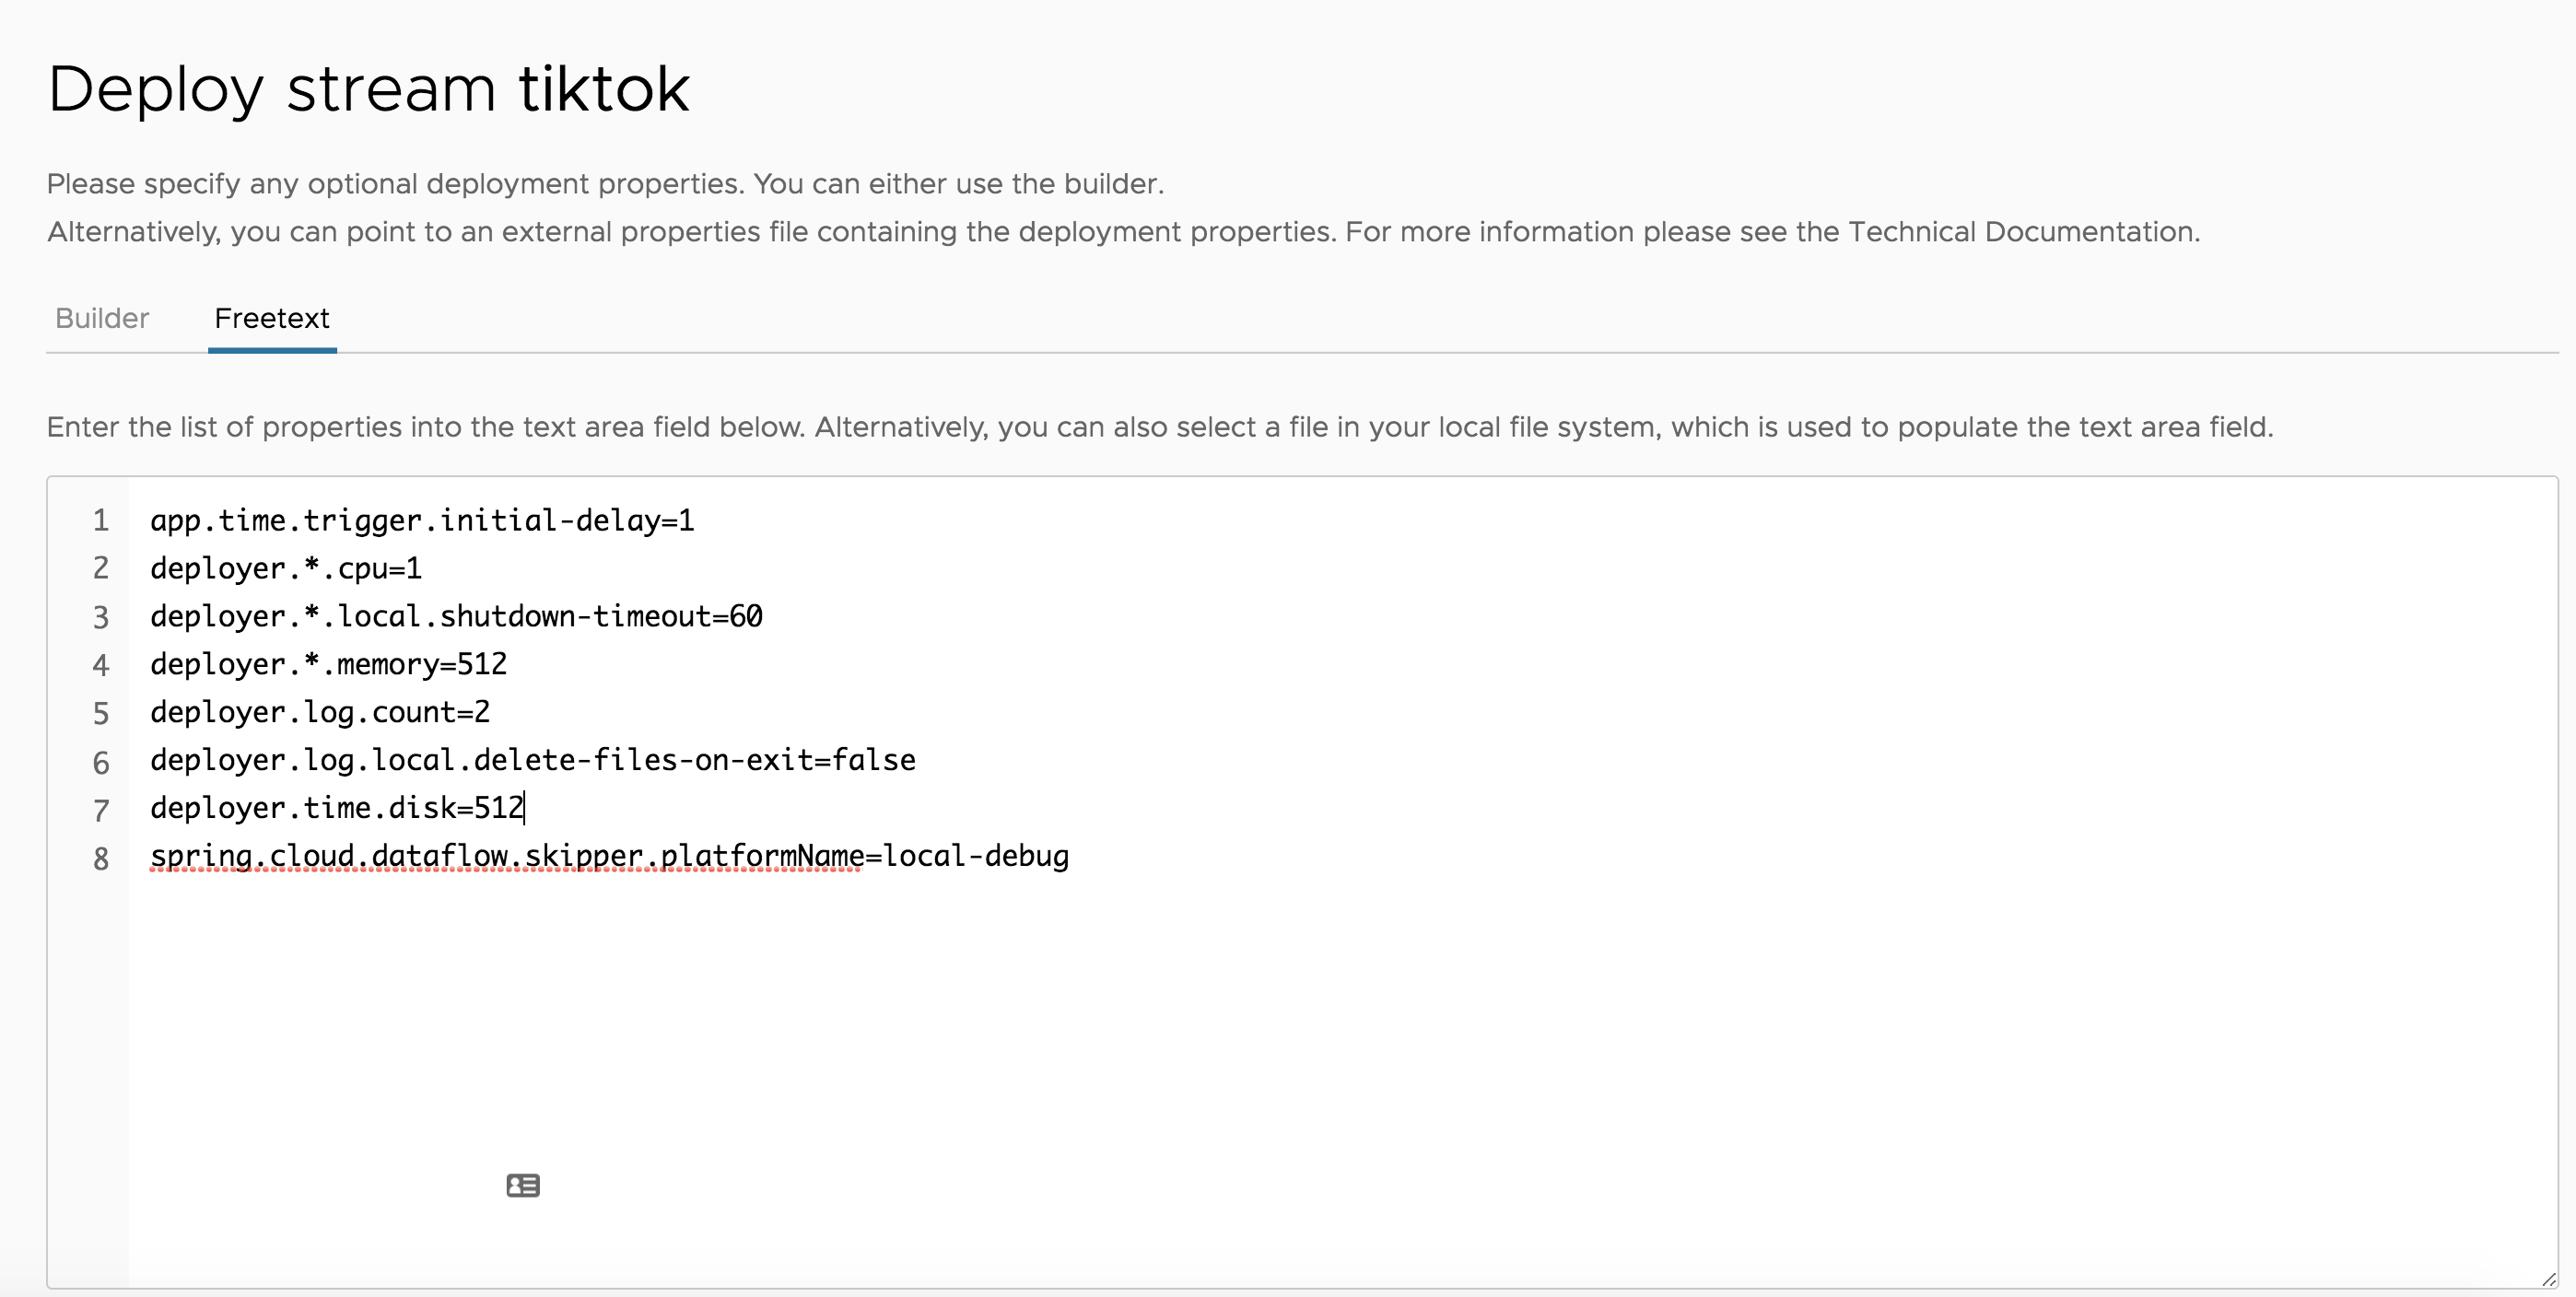 Deploy stream tiktok
Please specify any optional deployment properties. You can either use the builder.
Alternatively, you can point to an external properties file containing the deployment properties. For more information please see the Technical Documentation.
Builder Freetext
Enter the list of properties into the text area field below. Alternatively, you can also select a file in your local file system, which is used to populate the text area field.
1 app.time.trigger.initial-delay=1
2 deployer.*.cpu=1
3 deployer.*.local.shutdown-timeout=60
4 deployer.*.memory=512
5 deployer.log.count=2
6 deployer.log.local.delete-files-on-exit=false
7 deployer.time.disk=512
8 spring.cloud.dataflow.skipper.platformName=local-debug